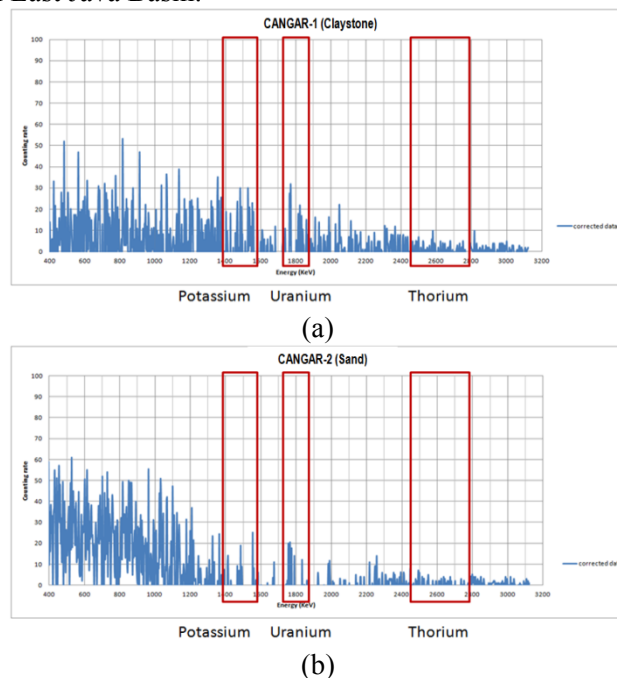 East Java Basin.
CANGAR-1 (Claystone)
Counting rate
100
90
80
70
60
50
40
30
20
10
0
400 600 800 1000 1200 1400 1600 1800 2000 2200 2400 2600 2800 3000 3200
Energy (KeV)
corrected data
Potassium Uranium Thorium
(a)
CANGAR-2 (Sand)
Counting rate
100
90
80
70
60
50
40
30
20
10
0
400 600 800 1000 1200 1400 1600 1800 2000 2200 2400 2600 2800 3000 3200
Energy (KeV)
corrected dat
Potassium Uranium Thorium
(b)